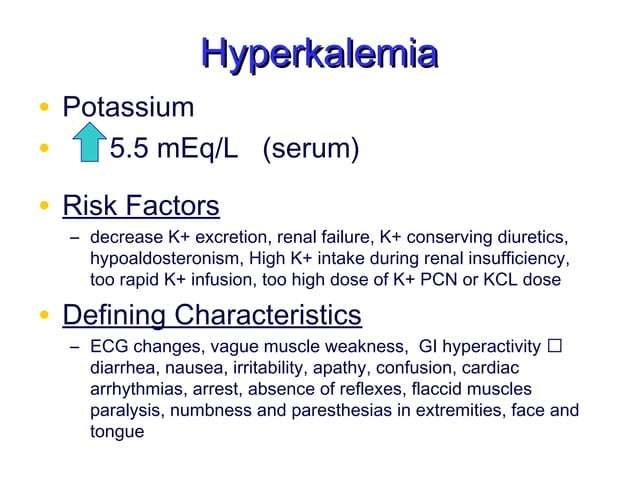 Hyperkalemia
• Potassium
• 5.5 mEq/L (serum)
• Risk Factors
– decrease K+ excretion, renal failure, K+ conserving diuretics,
hypoaldosteronism, High K+ intake during renal insufficiency,
too rapid K+ infusion, too high dose of K+ PCN or KCL dose
• Defining Characteristics
– ECG changes, vague muscle weakness, GI hyperactivity □
diarrhea, nausea, irritability, apathy, confusion, cardiac
arrhythmias, arrest, absence of reflexes, flaccid muscles
paralysis, numbness and paresthesias in extremities, face and
tongue